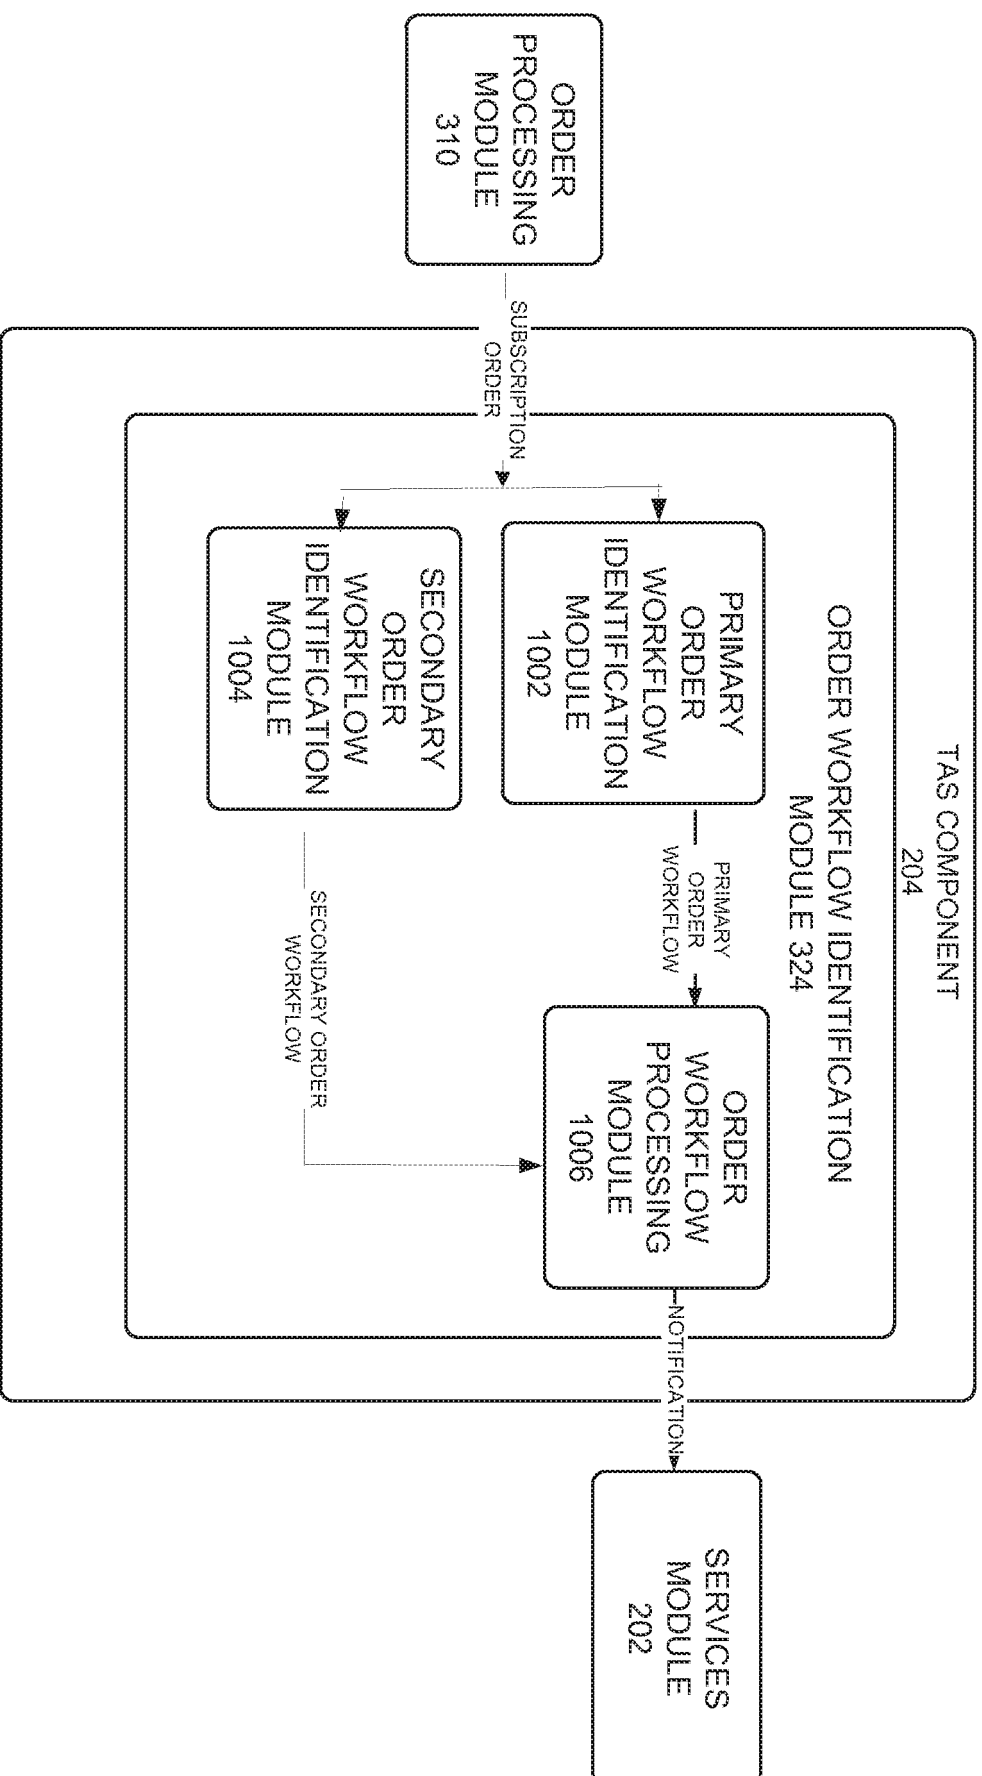 TAS COMPONENT
204
ORDER WORKFLOW IDENTIFICATION
MODULE 324
ORDER
PROCESSING
MODULE
310
SUBSCRIPTION
ORDER
PRIMARY
ORDER
WORKFLOW
IDENTIFICATION
MODULE
1002
PRIMARY
ORDER
WORKFLOW
ORDER
WORKFLOW
PROCESSING
MODULE
1006
NOTIFICATION
SERVICES
MODULE
202
SECONDARY
ORDER
WORKFLOW
IDENTIFICATION
MODULE
1004
SECONDARY ORDER
WORKFLOW